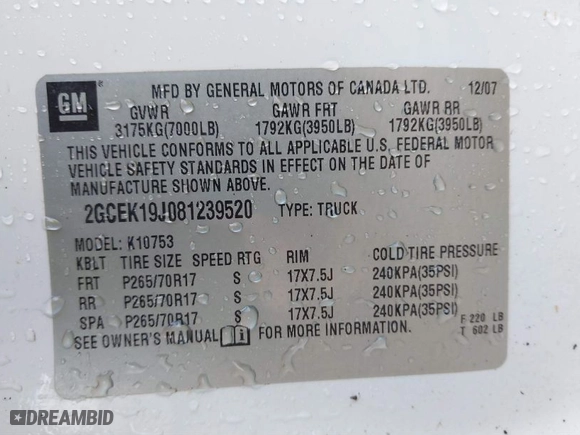 GM
MFD BY GENERAL MOTORS OF CANADA LTD. 12/07
GVWR GAWR FRT GAWR RR
3175KG(7000LB) 1792KG(3950LB) 1792KG(3950LB)
THIS VEHICLE CONFORMS TO ALL APPLICABLE U.S. FEDERAL MOTOR
VEHICLE SAFETY STANDARDS IN EFFECT ON THE DATE OF
MANUFACTURE SHOWN ABOVE.
2GCEK19J081239520 TYPE: TRUCK
MODEL: K10753
KBLT TIRE SIZE SPEED RTG RIM COLD TIRE PRESSURE
FRT P265/70R17 S 17X7.5J 240KPA(35PSI)
RR P265/70R17 S 17X7.5J 240KPA(35PSI)
SPA P265/70R17 S 17X7.5J 240KPA(35PSI)
F 220 LB
T 602 LB
SEE OWNER'S MANUAL FOR MORE INFORMATION.
DREAMBID